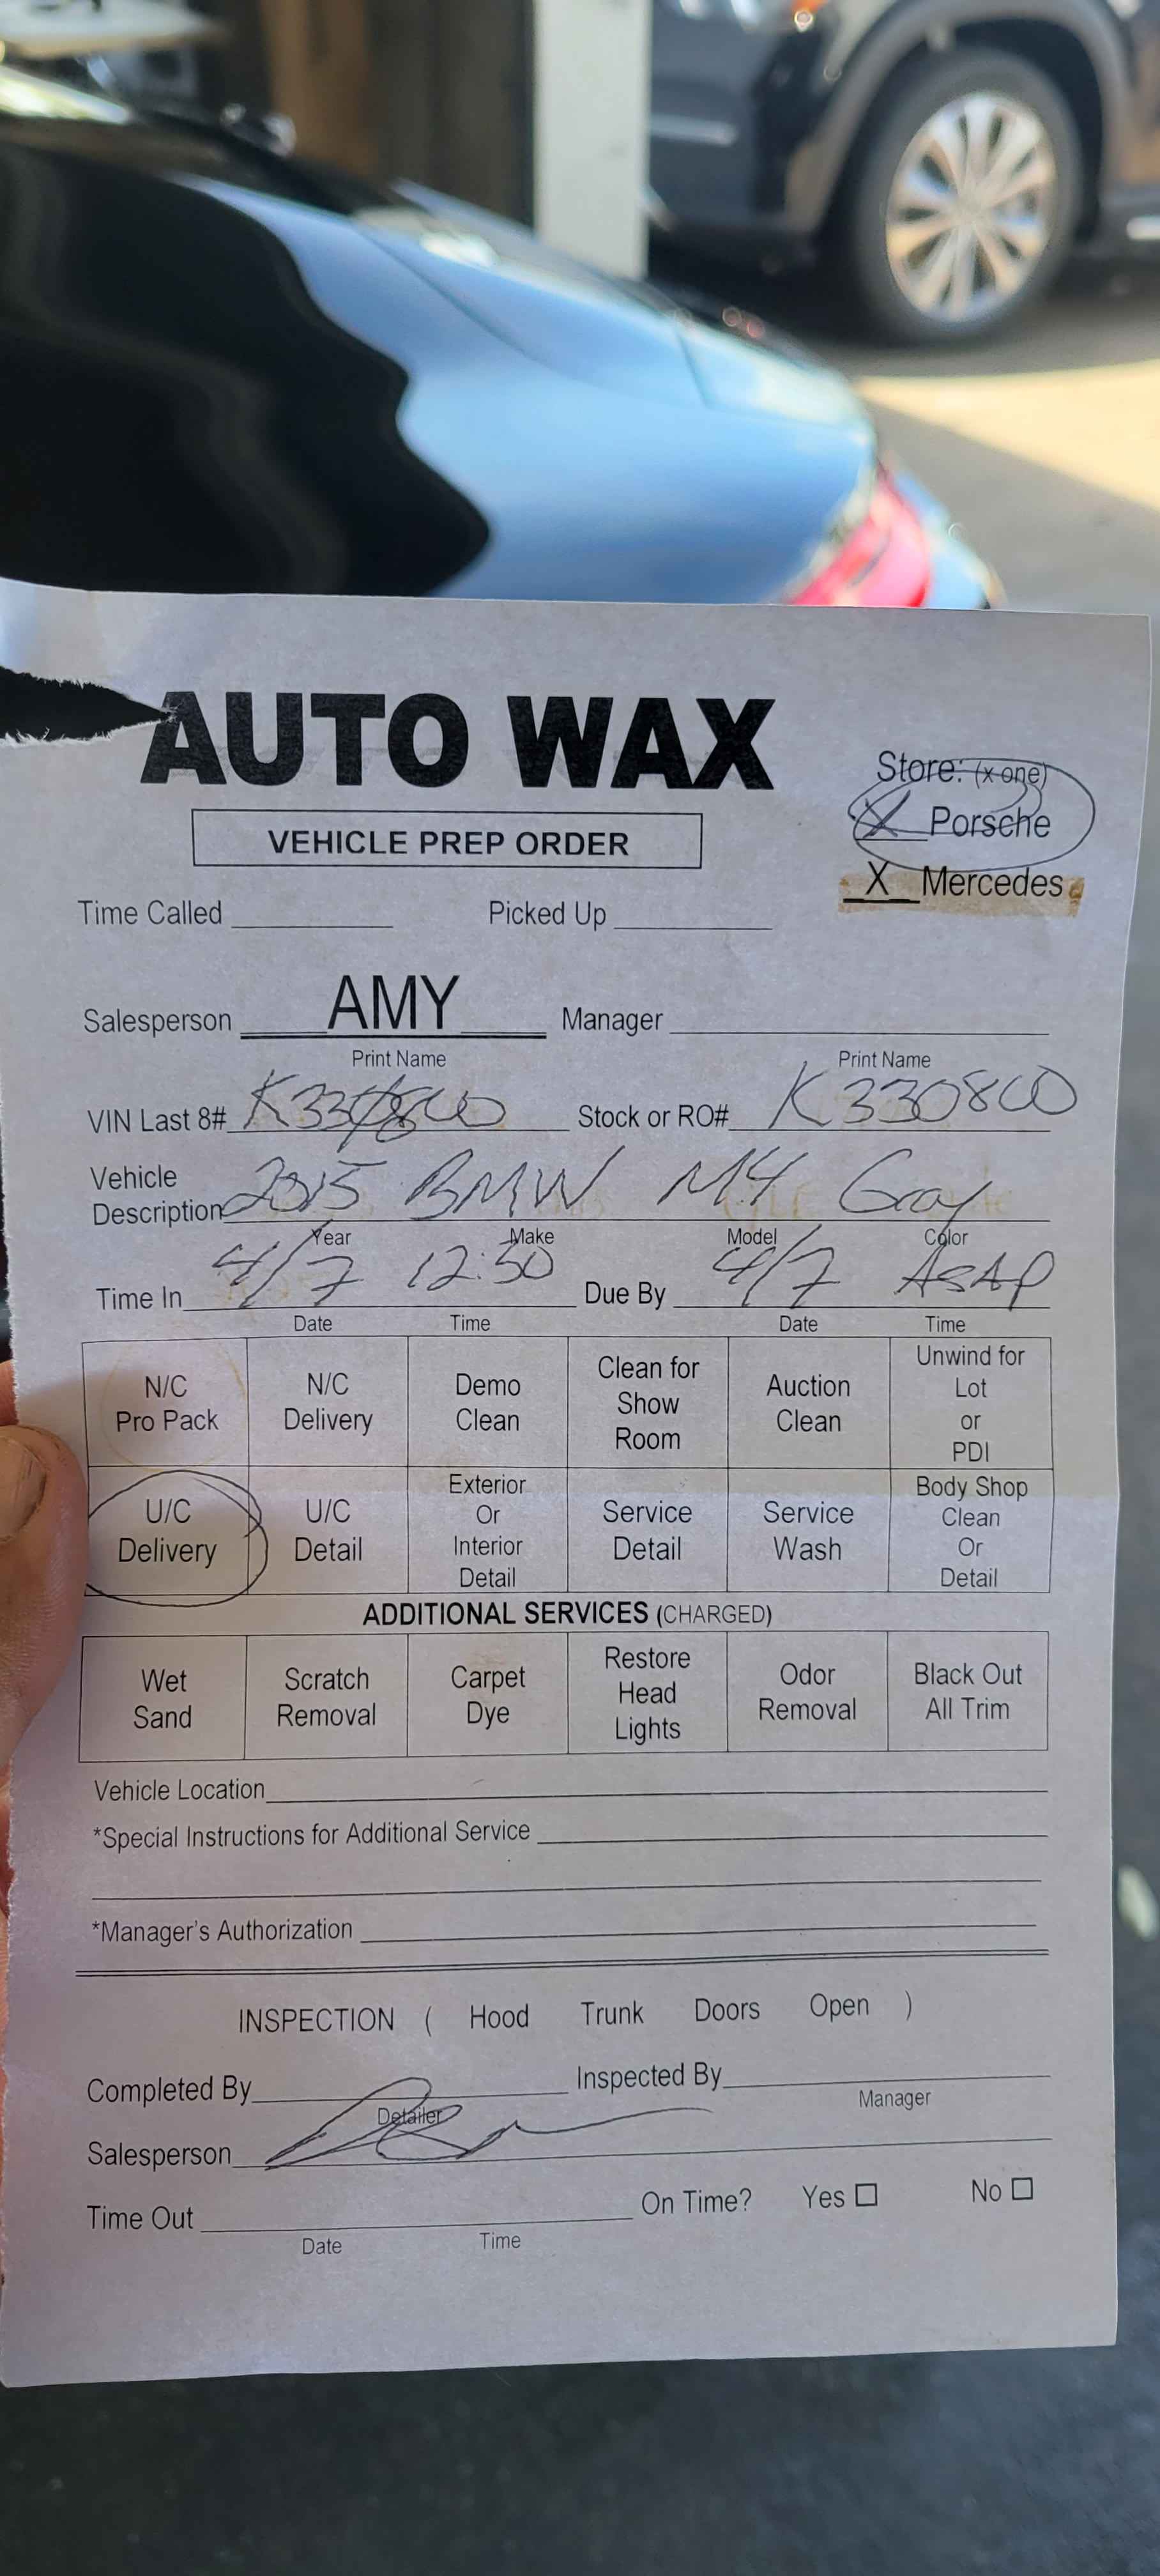 AUTO WAX
Store: (x one)
VEHICLE PREP ORDER
X Porsche
X Mercedes
Time Called Picked Up
Salesperson AMY Manager
Print Name Print Name
VIN Last 8# Stock or RO#
Vehicle
Description 2015 BMW M4 Gray
Year Make Model Color
Time In 4/7 12:50 Due By 4/7 ASAP
Date Time Date Time
N/C Pro Pack
N/C Delivery
Demo Clean
Clean for Show Room
Auction Clean
Unwind for Lot or PDI
U/C Delivery
U/C Detail
Exterior Or Interior Detail
Service Detail
Service Wash
Body Shop Clean Or Detail
ADDITIONAL SERVICES (CHARGED)
Wet Sand
Scratch Removal
Carpet Dye
Restore Head Lights
Odor Removal
Black Out All Trim
Vehicle Location
*Special Instructions for Additional Service
*Manager's Authorization
INSPECTION ( Hood Trunk Doors Open )
Completed By Inspected By
Detailer Manager
Salesperson
Time Out On Time? Yes No
Date Time